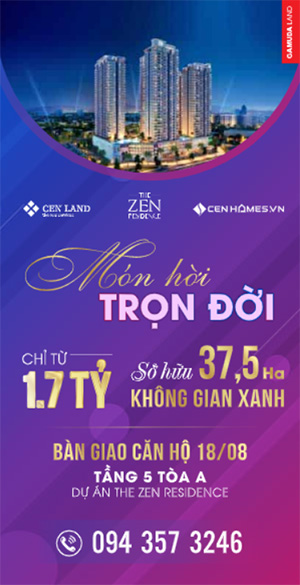 GAMUDA LAND
CEN LAND
THE
ZEN
RESIDENCE
CENHOMES.VN
Món hời
TRỌN ĐỜI
CHỈ TỪ
1.7 TỶ
Sở hữu 37,5 Ha
KHÔNG GIAN XANH
BÀN GIAO CĂN HỘ 18/08
TẦNG 5 TÒA A
DỰ ÁN THE ZEN RESIDENCE
094 357 3246